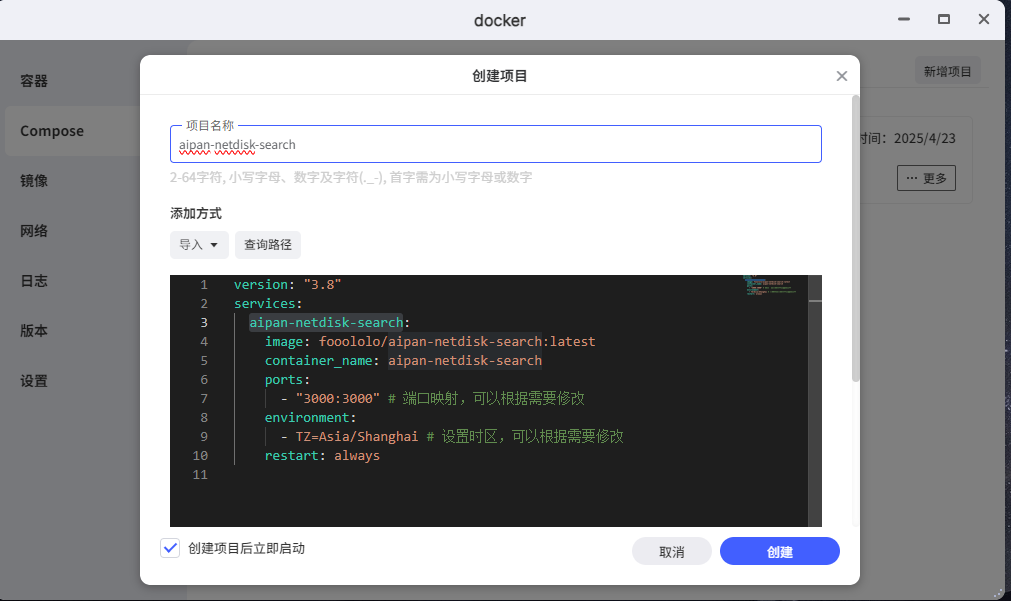 docker
容器
Compose
镜像
网络
日志
版本
设置
新增项目
时间：2025/4/23
··· 更多
创建项目
项目名称
aipan-netdisk-search
2-64字符, 小写字母、数字及字符(._-), 首字需为小写字母或数字
添加方式
导入
查询路径
1 version: "3.8"
2 services:
3 aipan-netdisk-search:
4 image: fooololo/aipan-netdisk-search:latest
5 container_name: aipan-netdisk-search
6 ports:
7 - "3000:3000" # 端口映射，可以根据需要修改
8 environment:
9 - TZ=Asia/Shanghai # 设置时区，可以根据需要修改
10 restart: always
11
创建项目后立即启动
取消
创建